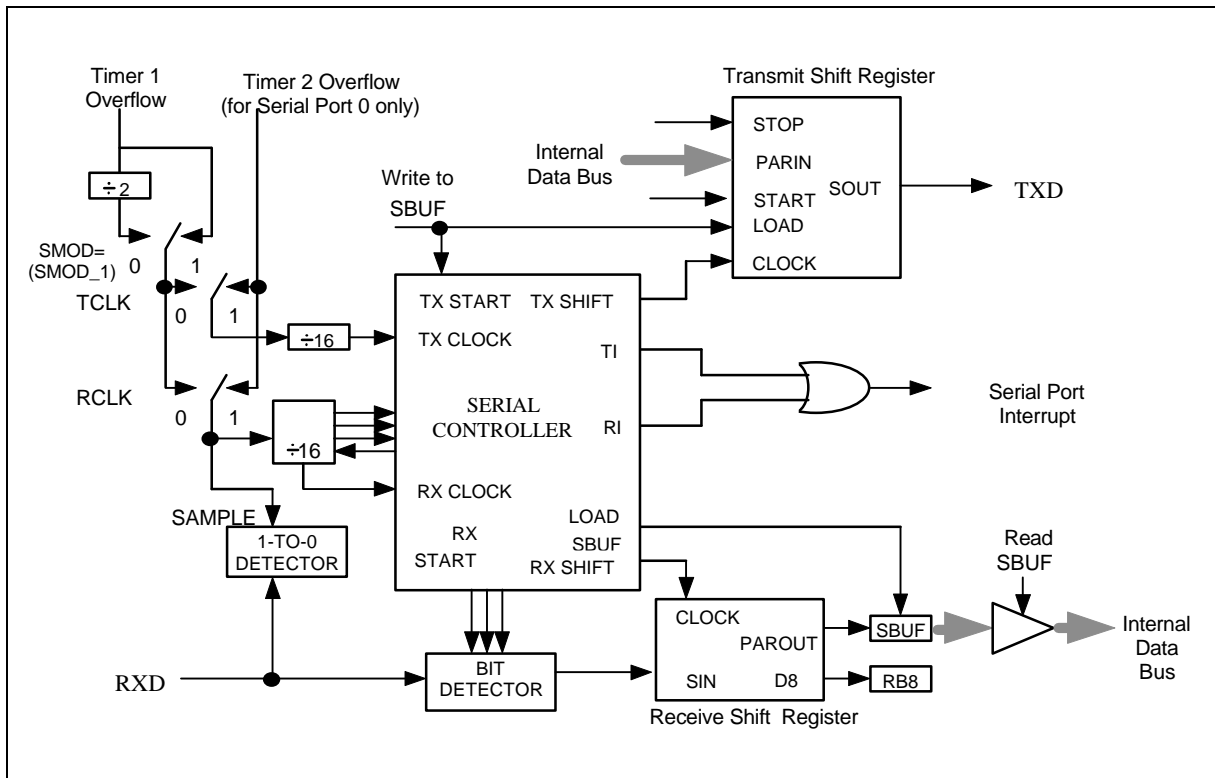 Timer 1
Overflow
Timer 2 Overflow
(for Serial Port 0 only)
Transmit Shift Register
STOP
Internal
Data Bus
PARIN
SOUT
TXD
START
LOAD
CLOCK
÷2
Write to
SBUF
SMOD=
(SMOD_1)
0
1
TCLK
0
1
÷16
TX START
TX SHIFT
TX CLOCK
TI
RCLK
0
1
÷16
SERIAL
CONTROLLER
RI
Serial Port
Interrupt
RX CLOCK
SAMPLE
1-TO-0
DETECTOR
RX
START
LOAD
SBUF
RX SHIFT
Read
SBUF
CLOCK
PAROUT
SBUF
Internal
Data
Bus
RXD
BIT
DETECTOR
SIN
D8
RB8
Receive Shift Register